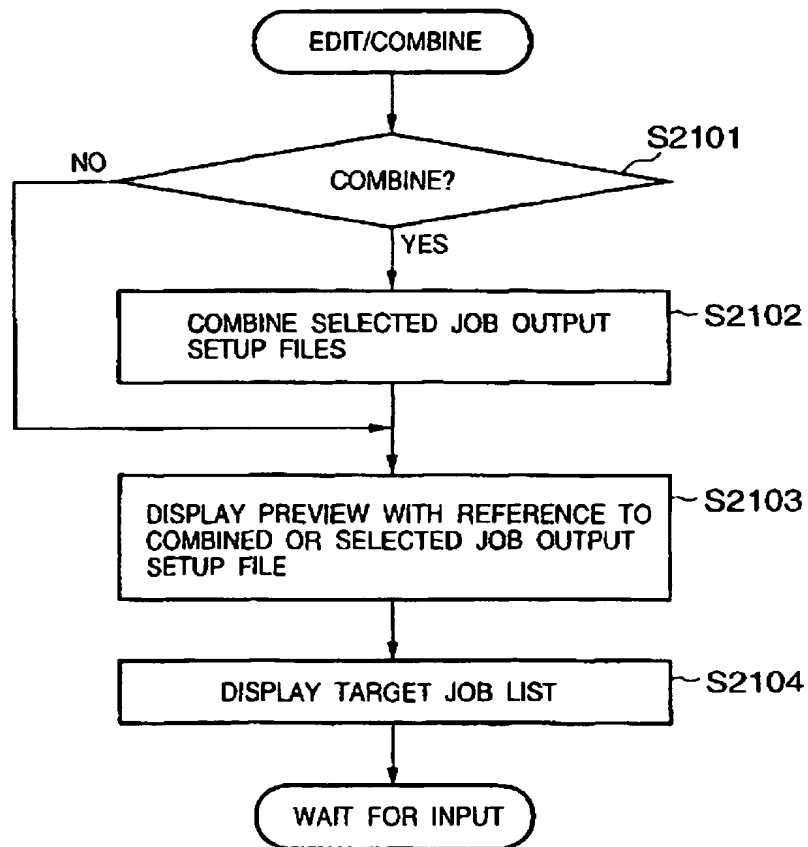 EDIT/COMBINE
S2101
NO
COMBINE?
YES
COMBINE SELECTED JOB OUTPUT
SETUP FILES
S2102
DISPLAY PREVIEW WITH REFERENCE TO
COMBINED OR SELECTED JOB OUTPUT
SETUP FILE
S2103
DISPLAY TARGET JOB LIST
S2104
WAIT FOR INPUT